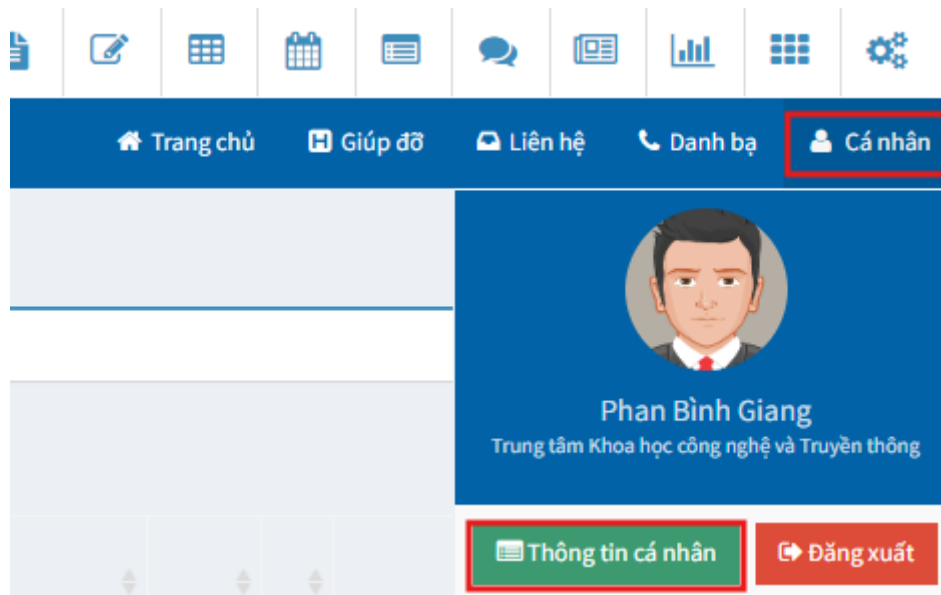 Trang chủ Giúp đỡ Liên hệ Danh bạ Cá nhân
Phan Bình Giang
Trung tâm Khoa học công nghệ và Truyền thông
Thông tin cá nhân Đăng xuất